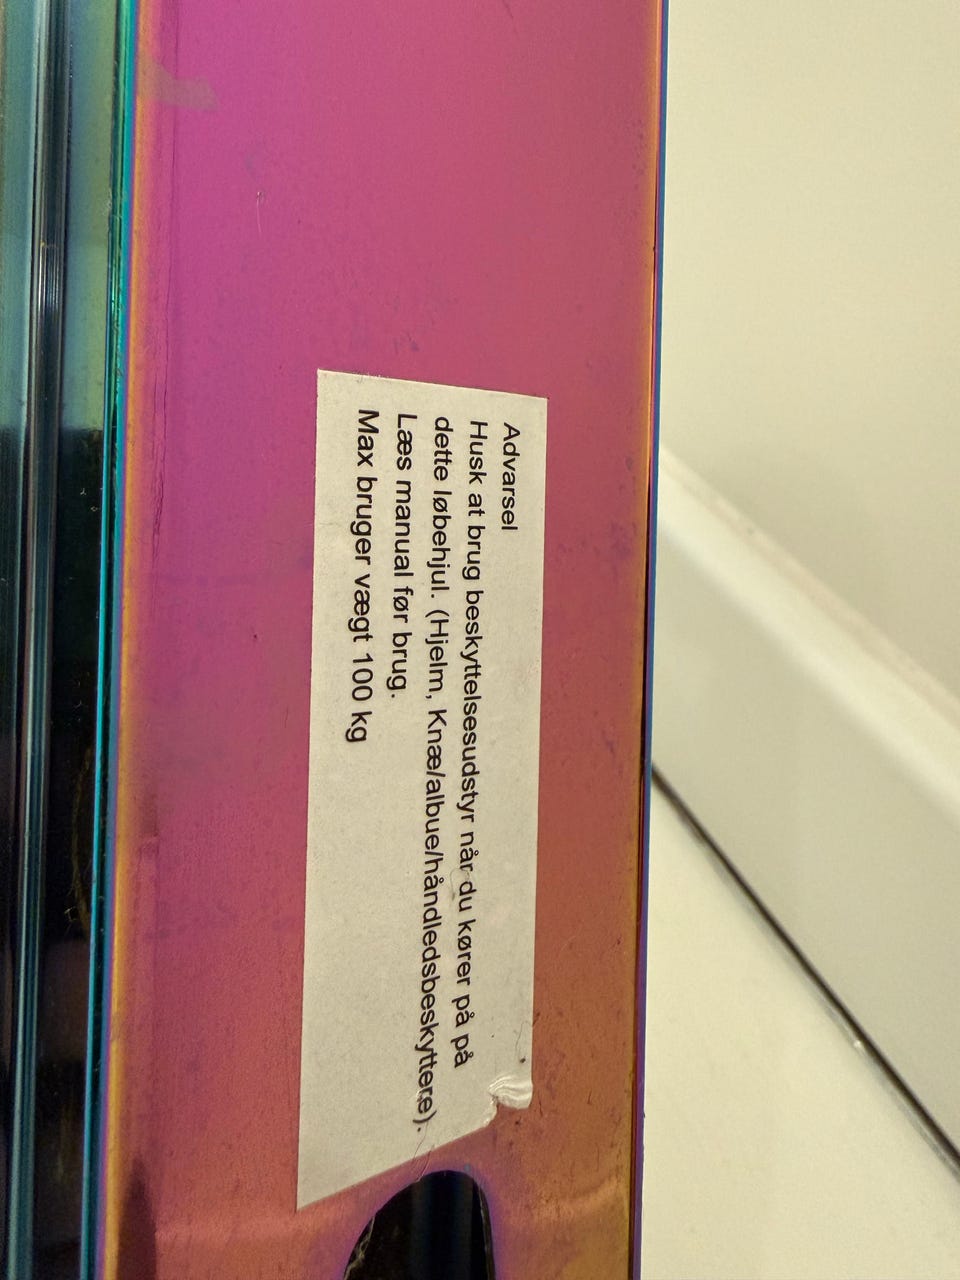 Advarsel
Husk at brug beskyttelsesudstyr når du kører på på
dette løbehjul. (Hjelm, Knæ/albue/håndledsbeskyttere).
Læs manual før brug.
Max bruger vægt 100 kg